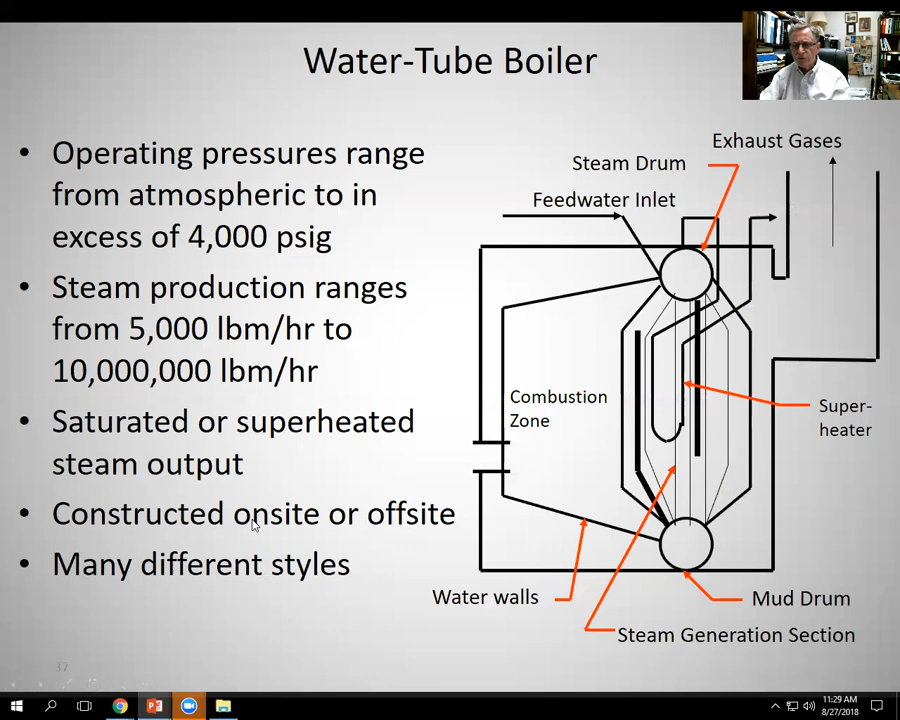 Water-Tube Boiler
• Operating pressures range
from atmospheric to in
excess of 4,000 psig
• Steam production ranges
from 5,000 lbm/hr to
10,000,000 lbm/hr
• Saturated or superheated
steam output
• Constructed onsite or offsite
• Many different styles
Exhaust Gases
Steam Drum
Feedwater Inlet
Combustion
Zone
Super-
heater
Water walls
Mud Drum
Steam Generation Section
37
11:29 AM
8/27/2018